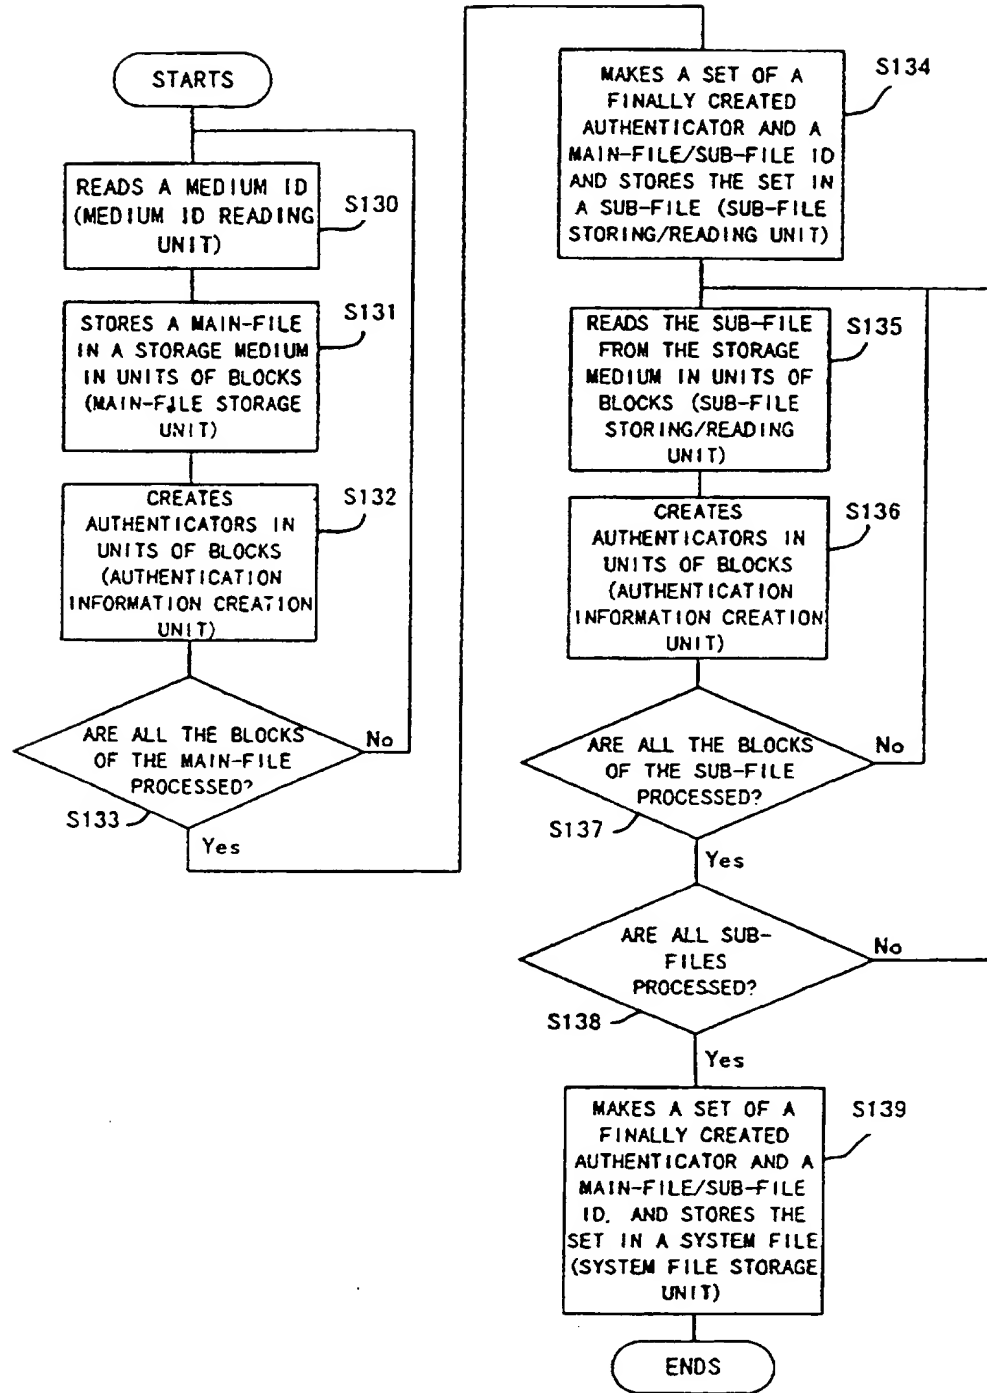 STARTS
READS A MEDIUM ID
(MEDIUM ID READING
UNIT)
S130
STORES A MAIN-FILE
IN A STORAGE MEDIUM
IN UNITS OF BLOCKS
(MAIN-FILE STORAGE
UNIT)
S131
CREATES
AUTHENTICATORS IN
UNITS OF BLOCKS
(AUTHENTICATION
INFORMATION CREATION
UNIT)
S132
ARE ALL THE BLOCKS
OF THE MAIN-FILE
PROCESSED?
No
S133
Yes
MAKES A SET OF A
FINALLY CREATED
AUTHENTICATOR AND A
MAIN-FILE/SUB-FILE ID
AND STORES THE SET IN
A SUB-FILE (SUB-FILE
STORING/READING UNIT)
S134
READS THE SUB-FILE
FROM THE STORAGE
MEDIUM IN UNITS OF
BLOCKS (SUB-FILE
STORING/READING
UNIT)
S135
CREATES
AUTHENTICATORS IN
UNITS OF BLOCKS
(AUTHENTICATION
INFORMATION CREATION
UNIT)
S136
ARE ALL THE BLOCKS
OF THE SUB-FILE
PROCESSED?
No
S137
Yes
ARE ALL SUB-
FILES
PROCESSED?
No
S138
Yes
MAKES A SET OF A
FINALLY CREATED
AUTHENTICATOR AND A
MAIN-FILE/SUB-FILE
ID, AND STORES THE
SET IN A SYSTEM FILE
(SYSTEM FILE STORAGE
UNIT)
S139
ENDS